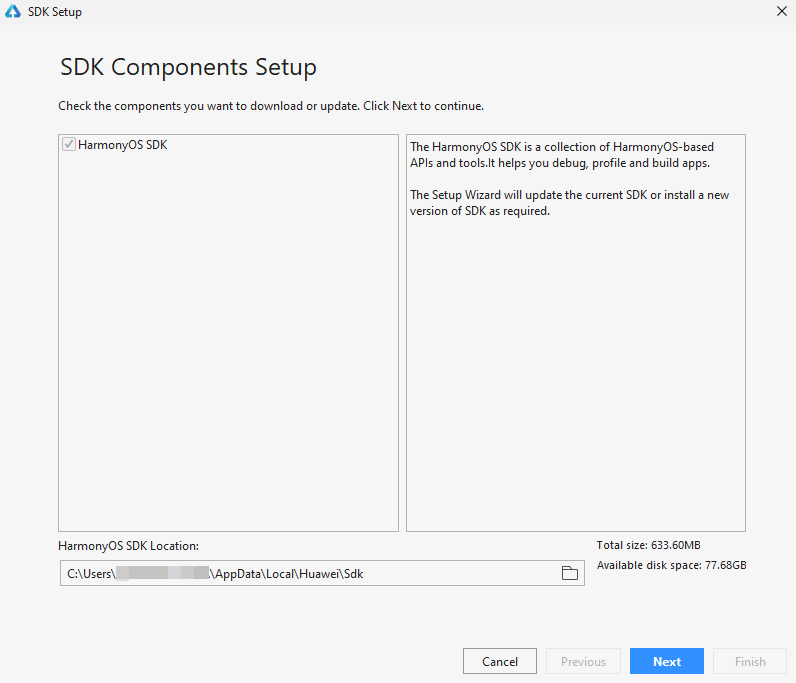 SDK Setup
SDK Components Setup
Check the components you want to download or update. Click Next to continue.
HarmonyOS SDK
The HarmonyOS SDK is a collection of HarmonyOS-based
APIs and tools.It helps you debug, profile and build apps.
The Setup Wizard will update the current SDK or install a new
version of SDK as required.
HarmonyOS SDK Location:
C:\Users\ \AppData\Local\Huawei\Sdk
Total size: 633.60MB
Available disk space: 77.68GB
Cancel
Previous
Next
Finish